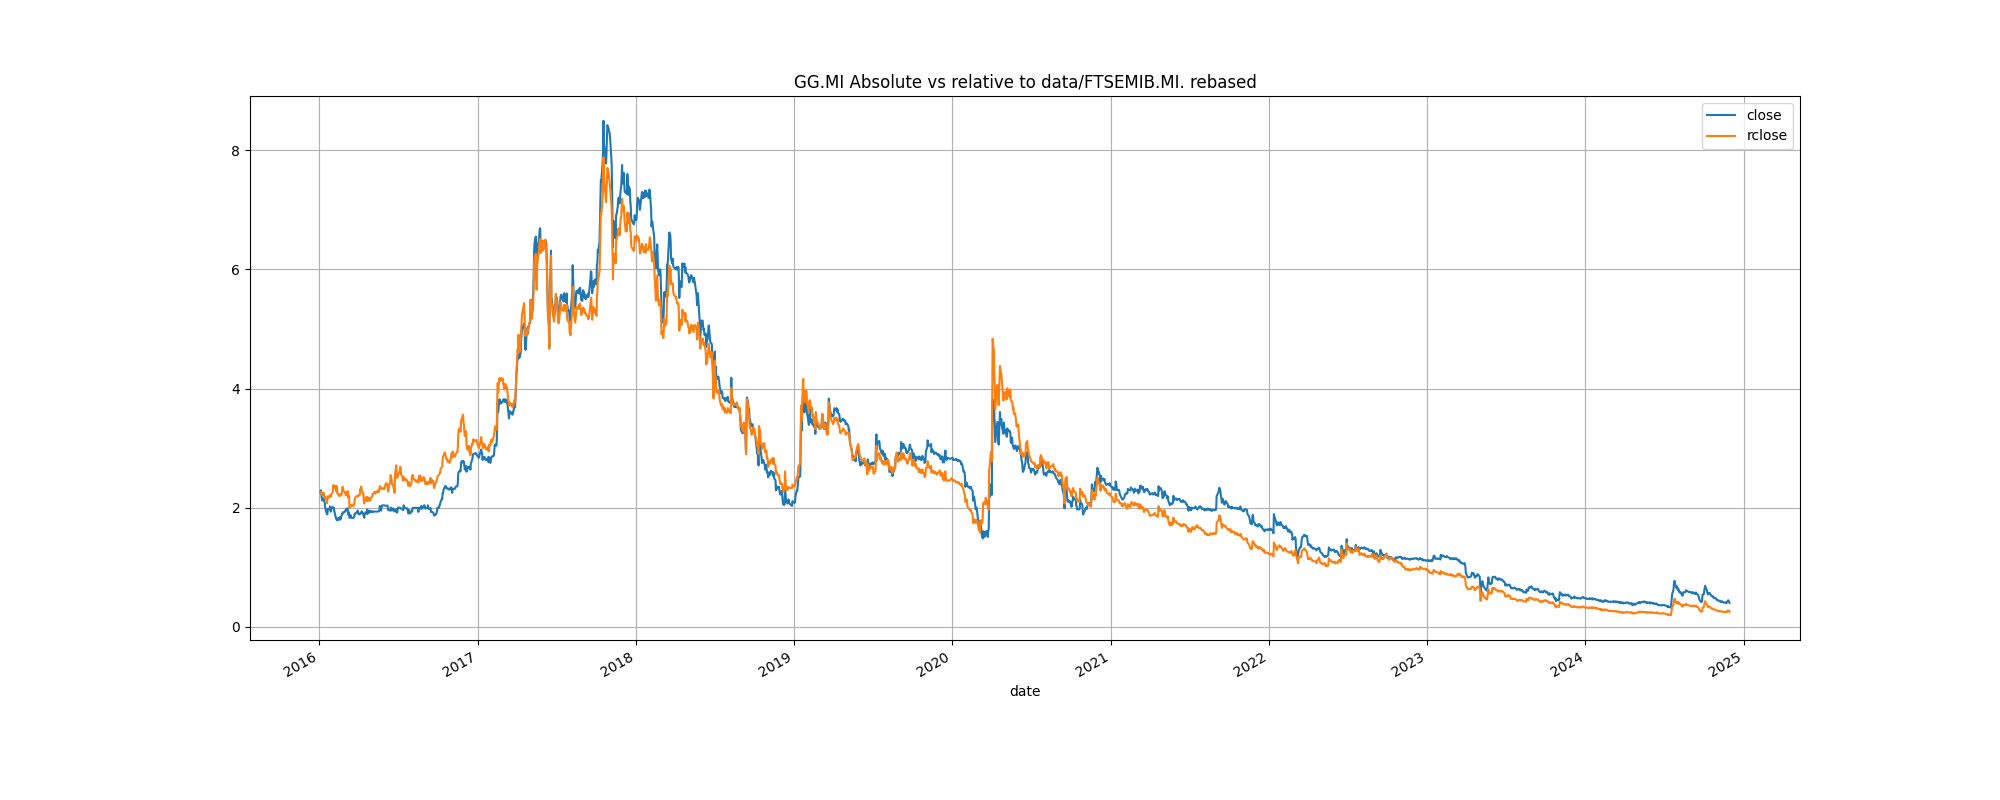 GG.MI Absolute vs relative to data/FTSEMIB.MI. rebased
close
rclose
8
6
4
2
0
2016 2017 2018 2019 2020 2021 2022 2023 2024 2025
date